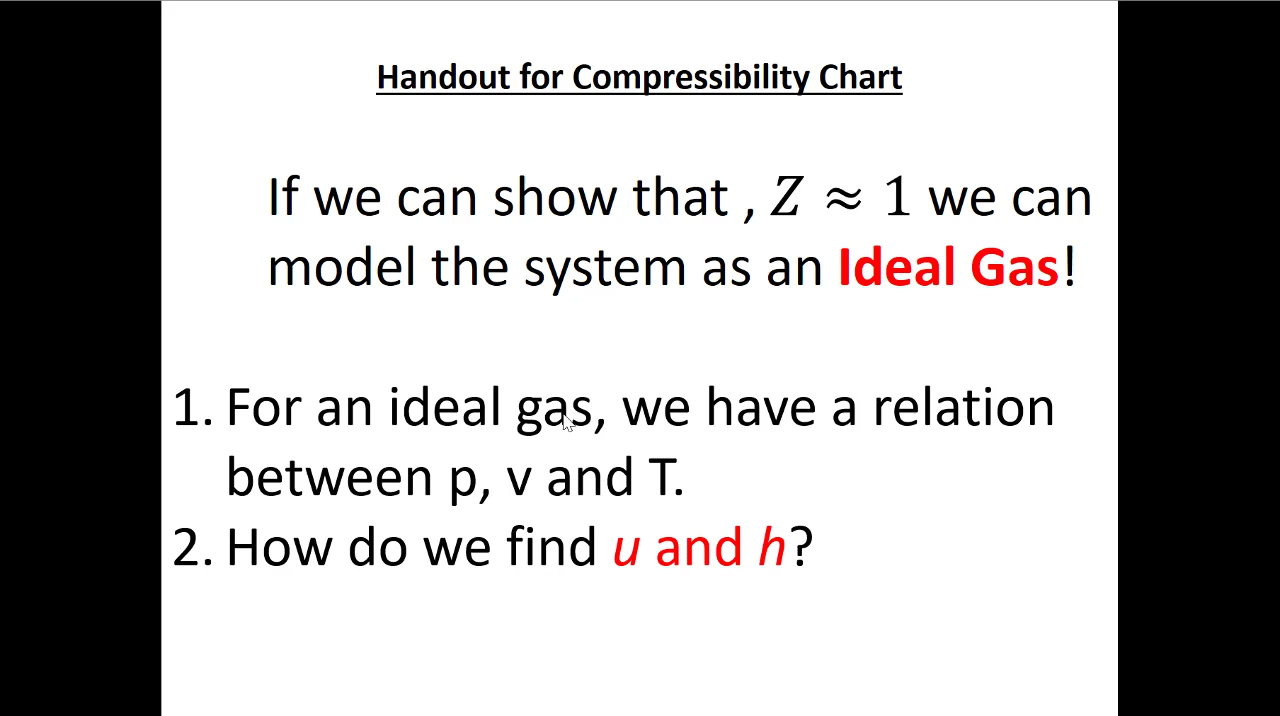 Handout for Compressibility Chart
If we can show that , Z ≈ 1 we can
model the system as an Ideal Gas!
1. For an ideal gas, we have a relation
between p, v and T.
2. How do we find u and h?